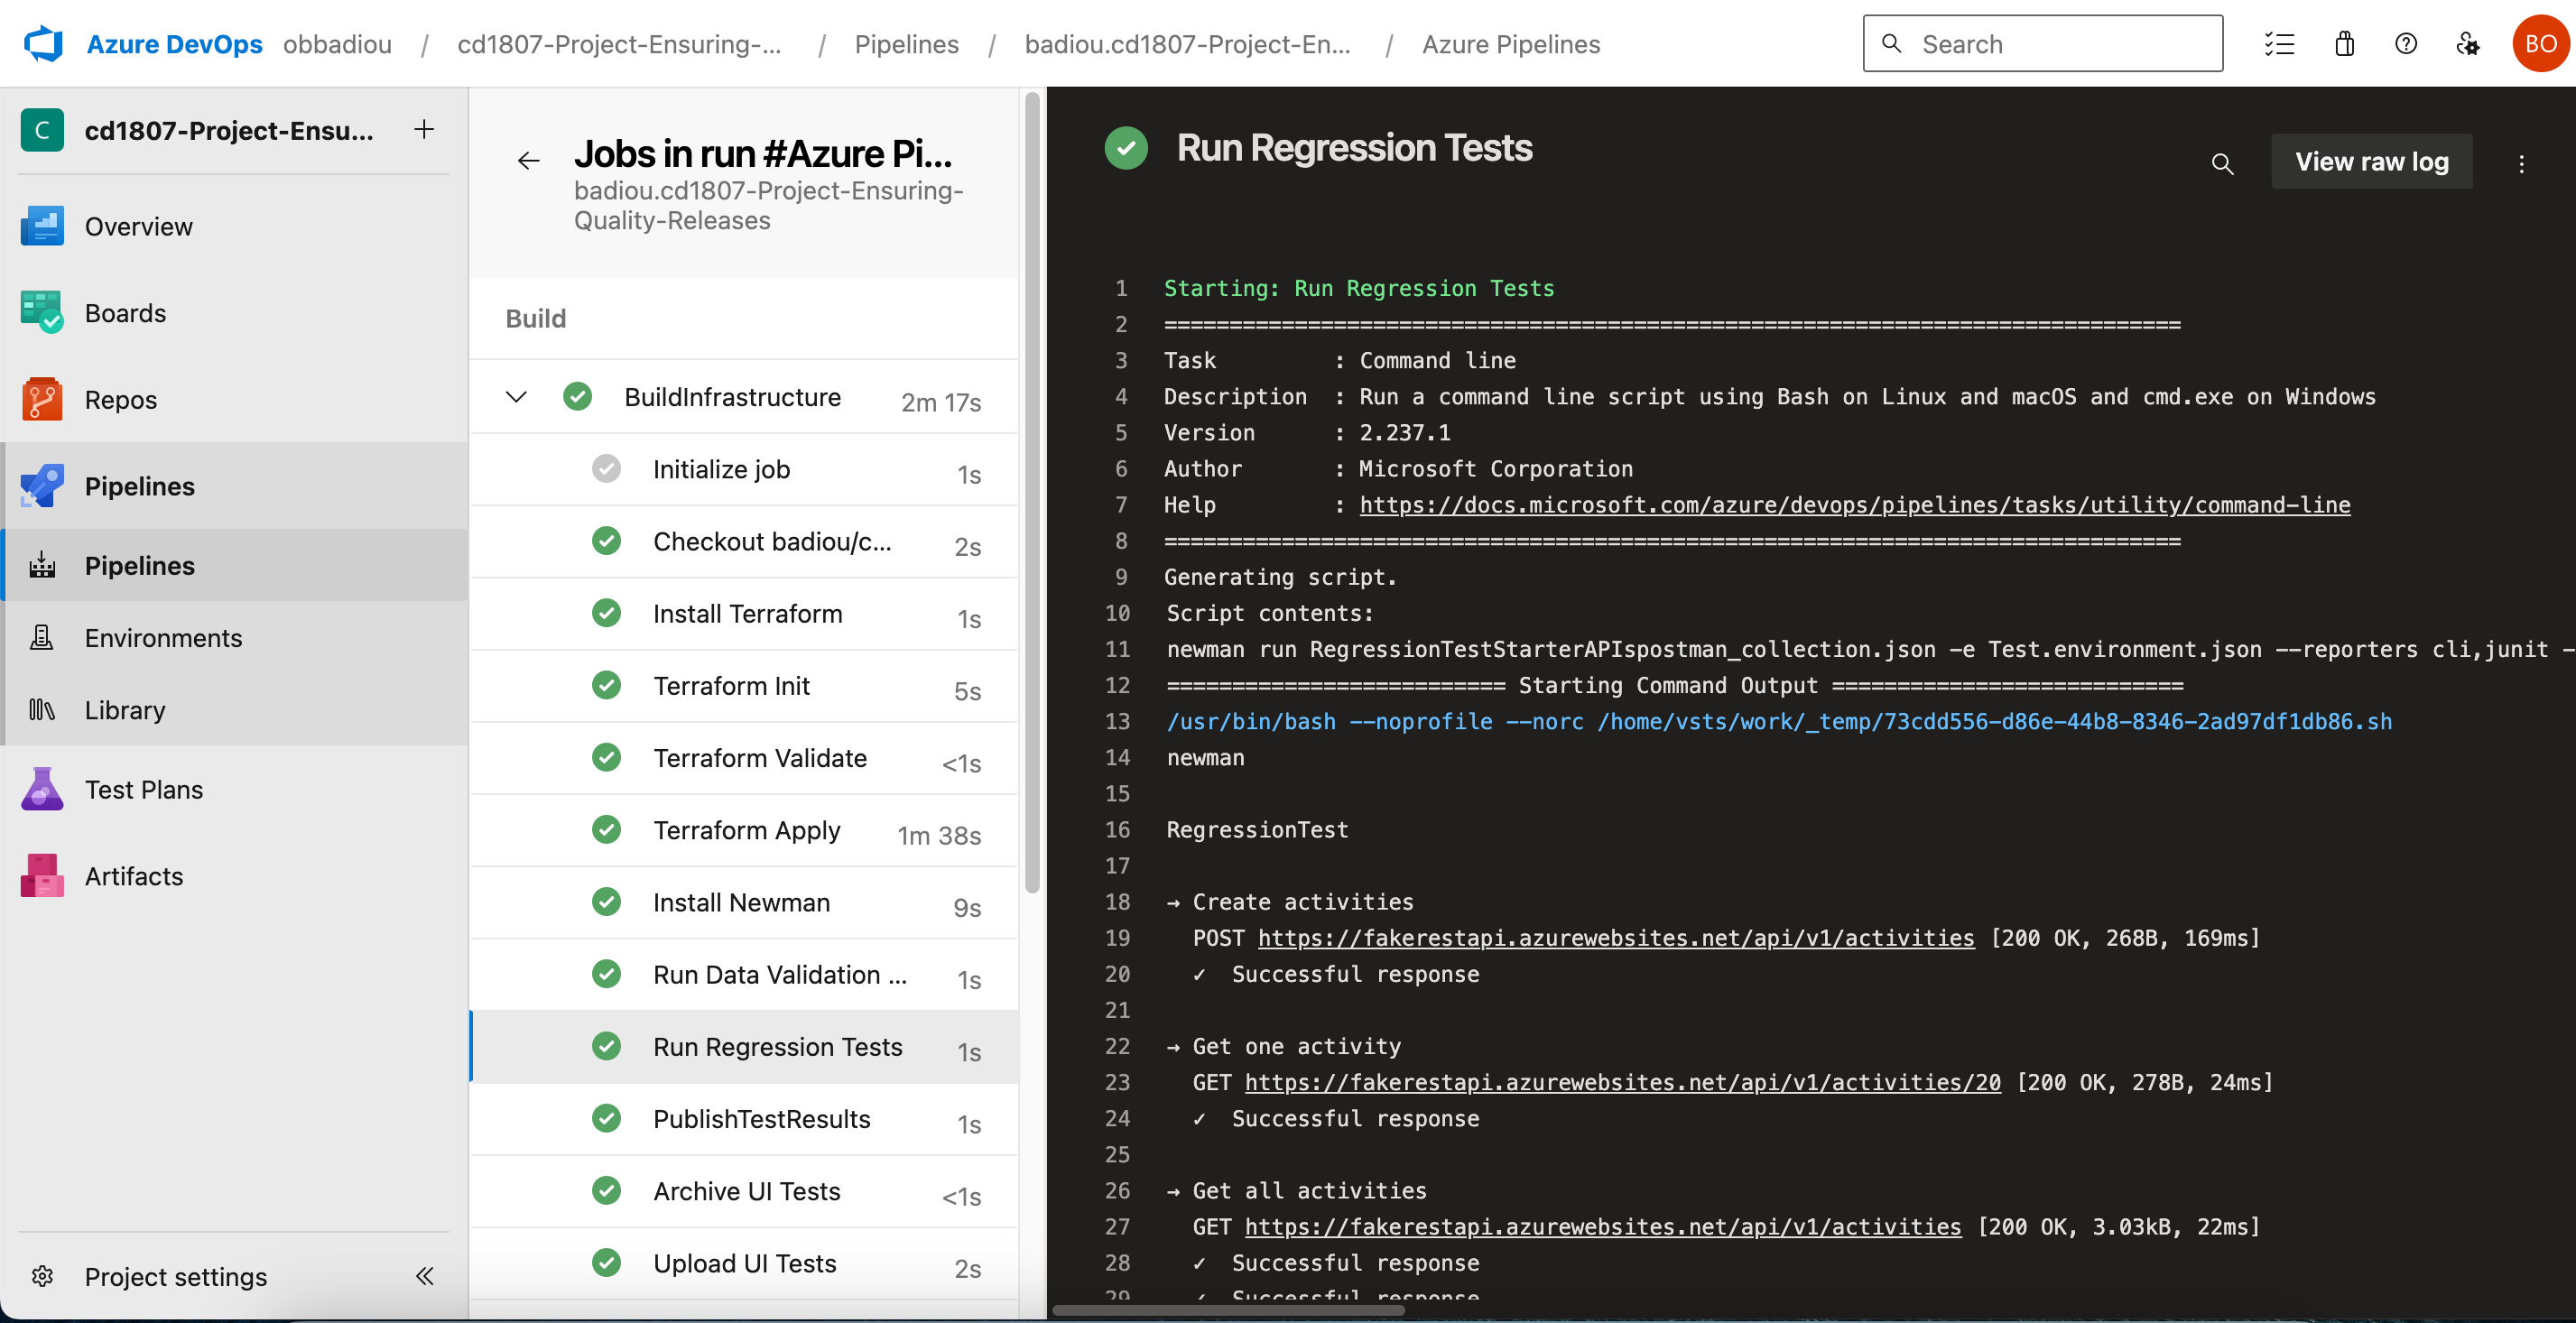 Azure DevOps obbadiou / cd1807-Project-Ensuring-... / Pipelines / badiou.cd1807-Project-En... / Azure Pipelines
Search
BO
C cd1807-Project-Ensu... +
Overview
Boards
Repos
Pipelines
Pipelines
Environments
Library
Test Plans
Artifacts
Project settings
Jobs in run #Azure Pi...
badiou.cd1807-Project-Ensuring-
Quality-Releases
Build
BuildInfrastructure 2m 17s
Initialize job 1s
Checkout badiou/c... 2s
Install Terraform 1s
Terraform Init 5s
Terraform Validate <1s
Terraform Apply 1m 38s
Install Newman 9s
Run Data Validation ... 1s
Run Regression Tests 1s
PublishTestResults 1s
Archive UI Tests <1s
Upload UI Tests 2s
Run Regression Tests
View raw log
1 Starting: Run Regression Tests
2 ==============================================================================
3 Task         : Command line
4 Description  : Run a command line script using Bash on Linux and macOS and cmd.exe on Windows
5 Version      : 2.237.1
6 Author       : Microsoft Corporation
7 Help         : https://docs.microsoft.com/azure/devops/pipelines/tasks/utility/command-line
8 ==============================================================================
9 Generating script.
10 Script contents:
11 newman run RegressionTestStarterAPIspostman_collection.json -e Test.environment.json --reporters cli,junit -
12 ========================== Starting Command Output ===========================
13 /usr/bin/bash --noprofile --norc /home/vsts/work/_temp/73cdd556-d86e-44b8-8346-2ad97df1db86.sh
14 newman
15
16 RegressionTest
17
18 → Create activities
19 POST https://fakerestapi.azurewebsites.net/api/v1/activities [200 OK, 268B, 169ms]
20 ✓ Successful response
21
22 → Get one activity
23 GET https://fakerestapi.azurewebsites.net/api/v1/activities/20 [200 OK, 278B, 24ms]
24 ✓ Successful response
25
26 → Get all activities
27 GET https://fakerestapi.azurewebsites.net/api/v1/activities [200 OK, 3.03kB, 22ms]
28 ✓ Successful response
29 ✓ Successful response